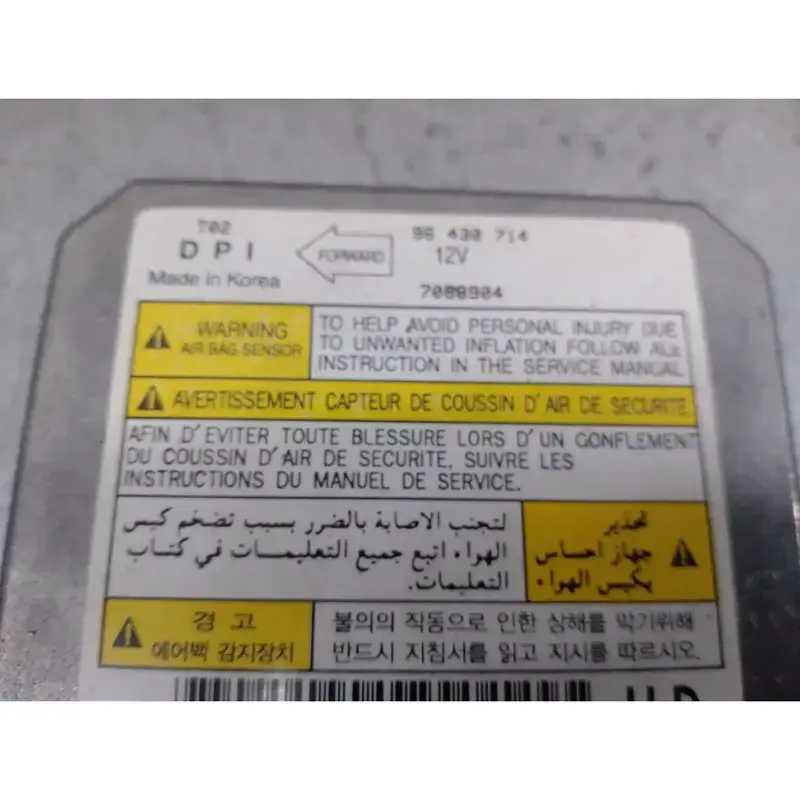 T02
DPI
Made in Korea
FORWARD
96 430 714
12V
7088904
WARNING
AIR BAG SENSOR
TO HELP AVOID PERSONAL INJURY DUE
TO UNWANTED INFLATION FOLLOW ALL
INSTRUCTION IN THE SERVICE MANUAL
AVERTISSEMENT CAPTEUR DE COUSSIN D'AIR DE SECURITE
AFIN D'EVITER TOUTE BLESSURE LORS D'UN GONFLEMENT
DU COUSSIN D'AIR DE SECURITE, SUIVRE LES
INSTRUCTIONS DU MANUEL DE SERVICE.
تحذير
جهاز احساس
بكيس الهواء
لتجنب الاصابة بالضرر بسبب تضخم كيس
الهواء اتبع جميع التعليمات في كتاب
التعليمات.
경 고
에어백 감지장치
불의의 작동으로 인한 상해를 막기위해
반드시 지침서를 읽고 지시를 따르시오.